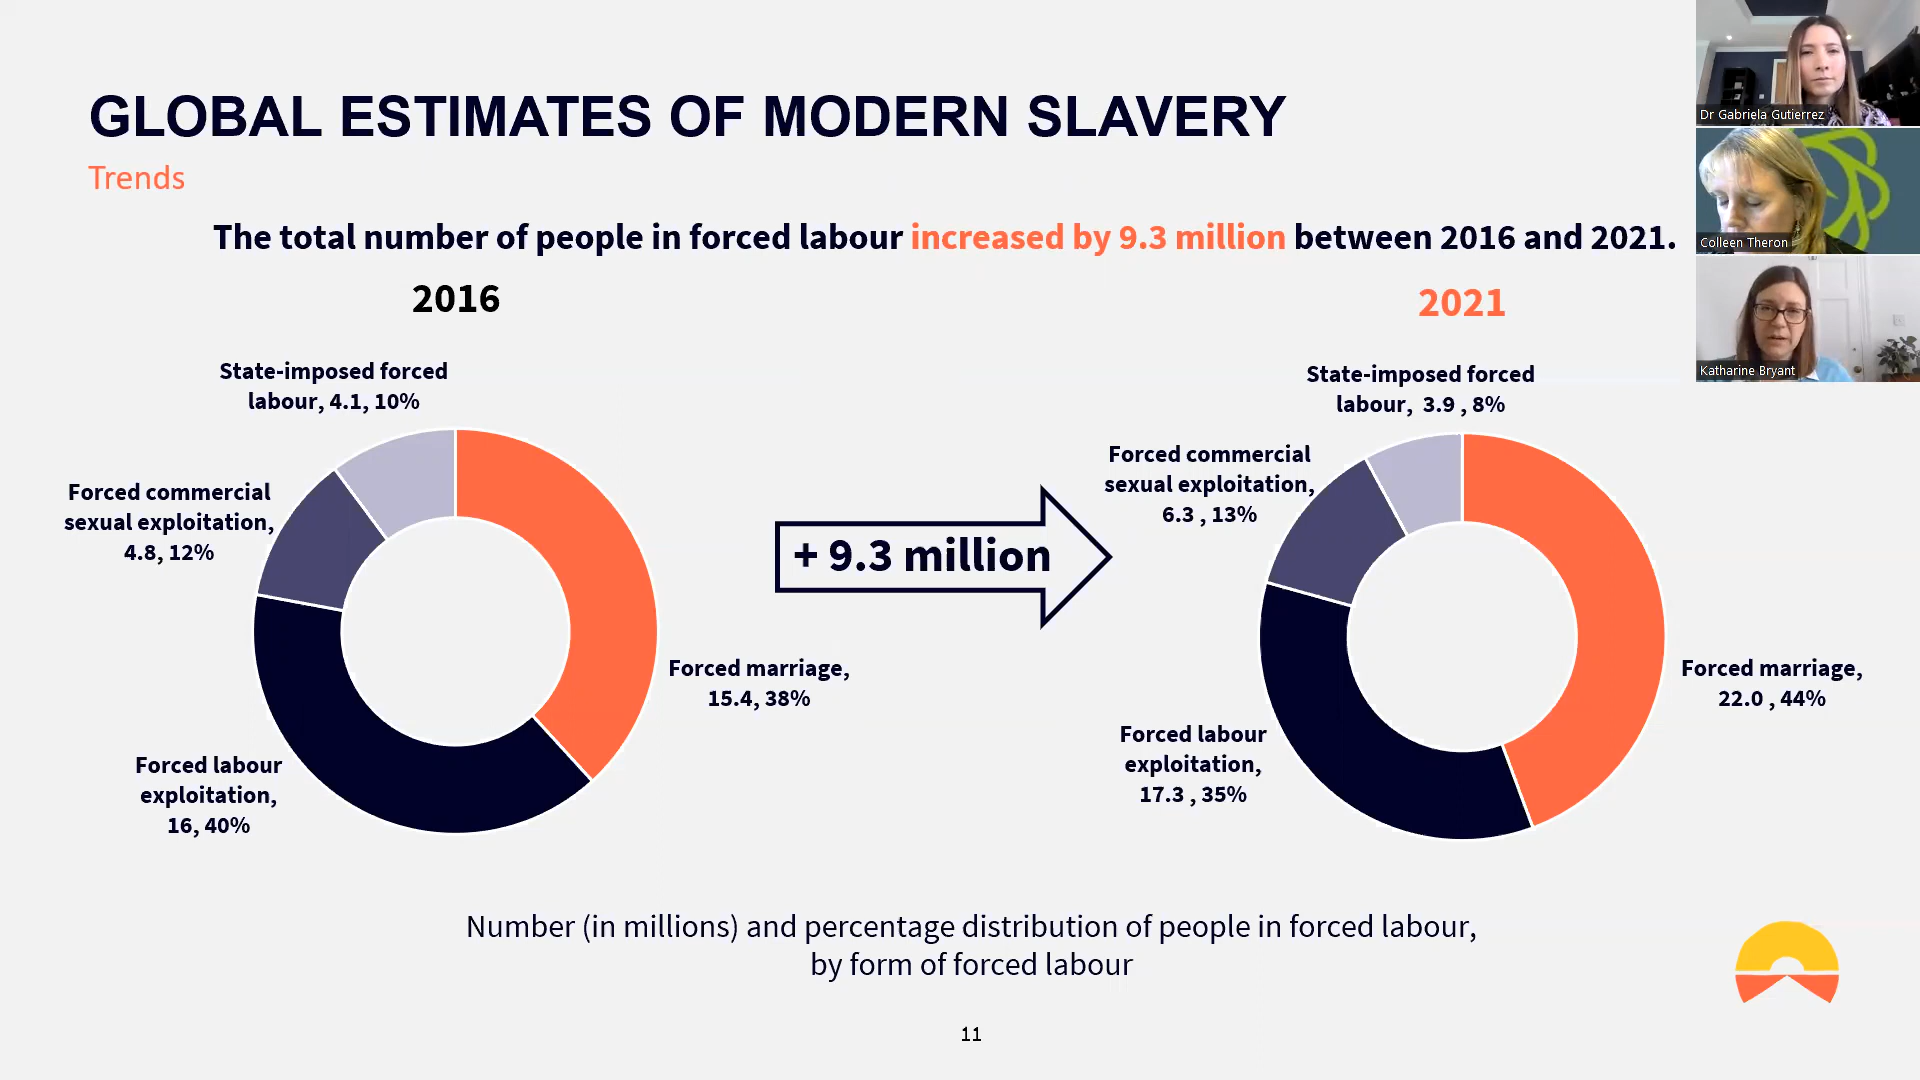 GLOBAL ESTIMATES OF MODERN SLAVERY
Trends
The total number of people in forced labour increased by 9.3 million between 2016 and 2021.
2016
State-imposed forced
labour, 4.1, 10%
Forced commercial
sexual exploitation,
4.8, 12%
Forced marriage,
15.4, 38%
Forced labour
exploitation,
16, 40%
+ 9.3 million
2021
State-imposed forced
labour, 3.9 , 8%
Forced commercial
sexual exploitation,
6.3 , 13%
Forced marriage,
22.0 , 44%
Forced labour
exploitation,
17.3 , 35%
Number (in millions) and percentage distribution of people in forced labour,
by form of forced labour
11
Dr Gabriela Gutierrez
Colleen Theron
Katharine Bryant